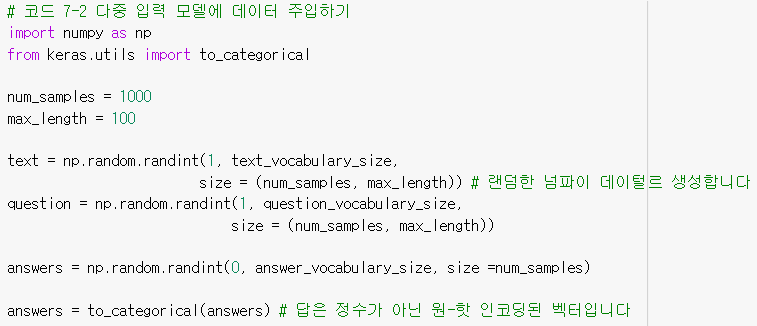 # 코드 7-2 다중 입력 모델에 데이터 주입하기
import numpy as np
from keras.utils import to_categorical
num_samples = 1000
max_length = 100
text = np.random.randint(1, text_vocabulary_size,
size = (num_samples, max_length)) # 랜덤한 넘파이 데이털르 생성합니다
question = np.random.randint(1, question_vocabulary_size,
size = (num_samples, max_length))
answers = np.random.randint(0, answer_vocabulary_size, size =num_samples)
answers = to_categorical(answers) # 답은 정수가 아닌 원-핫 인코딩된 벡터입니다